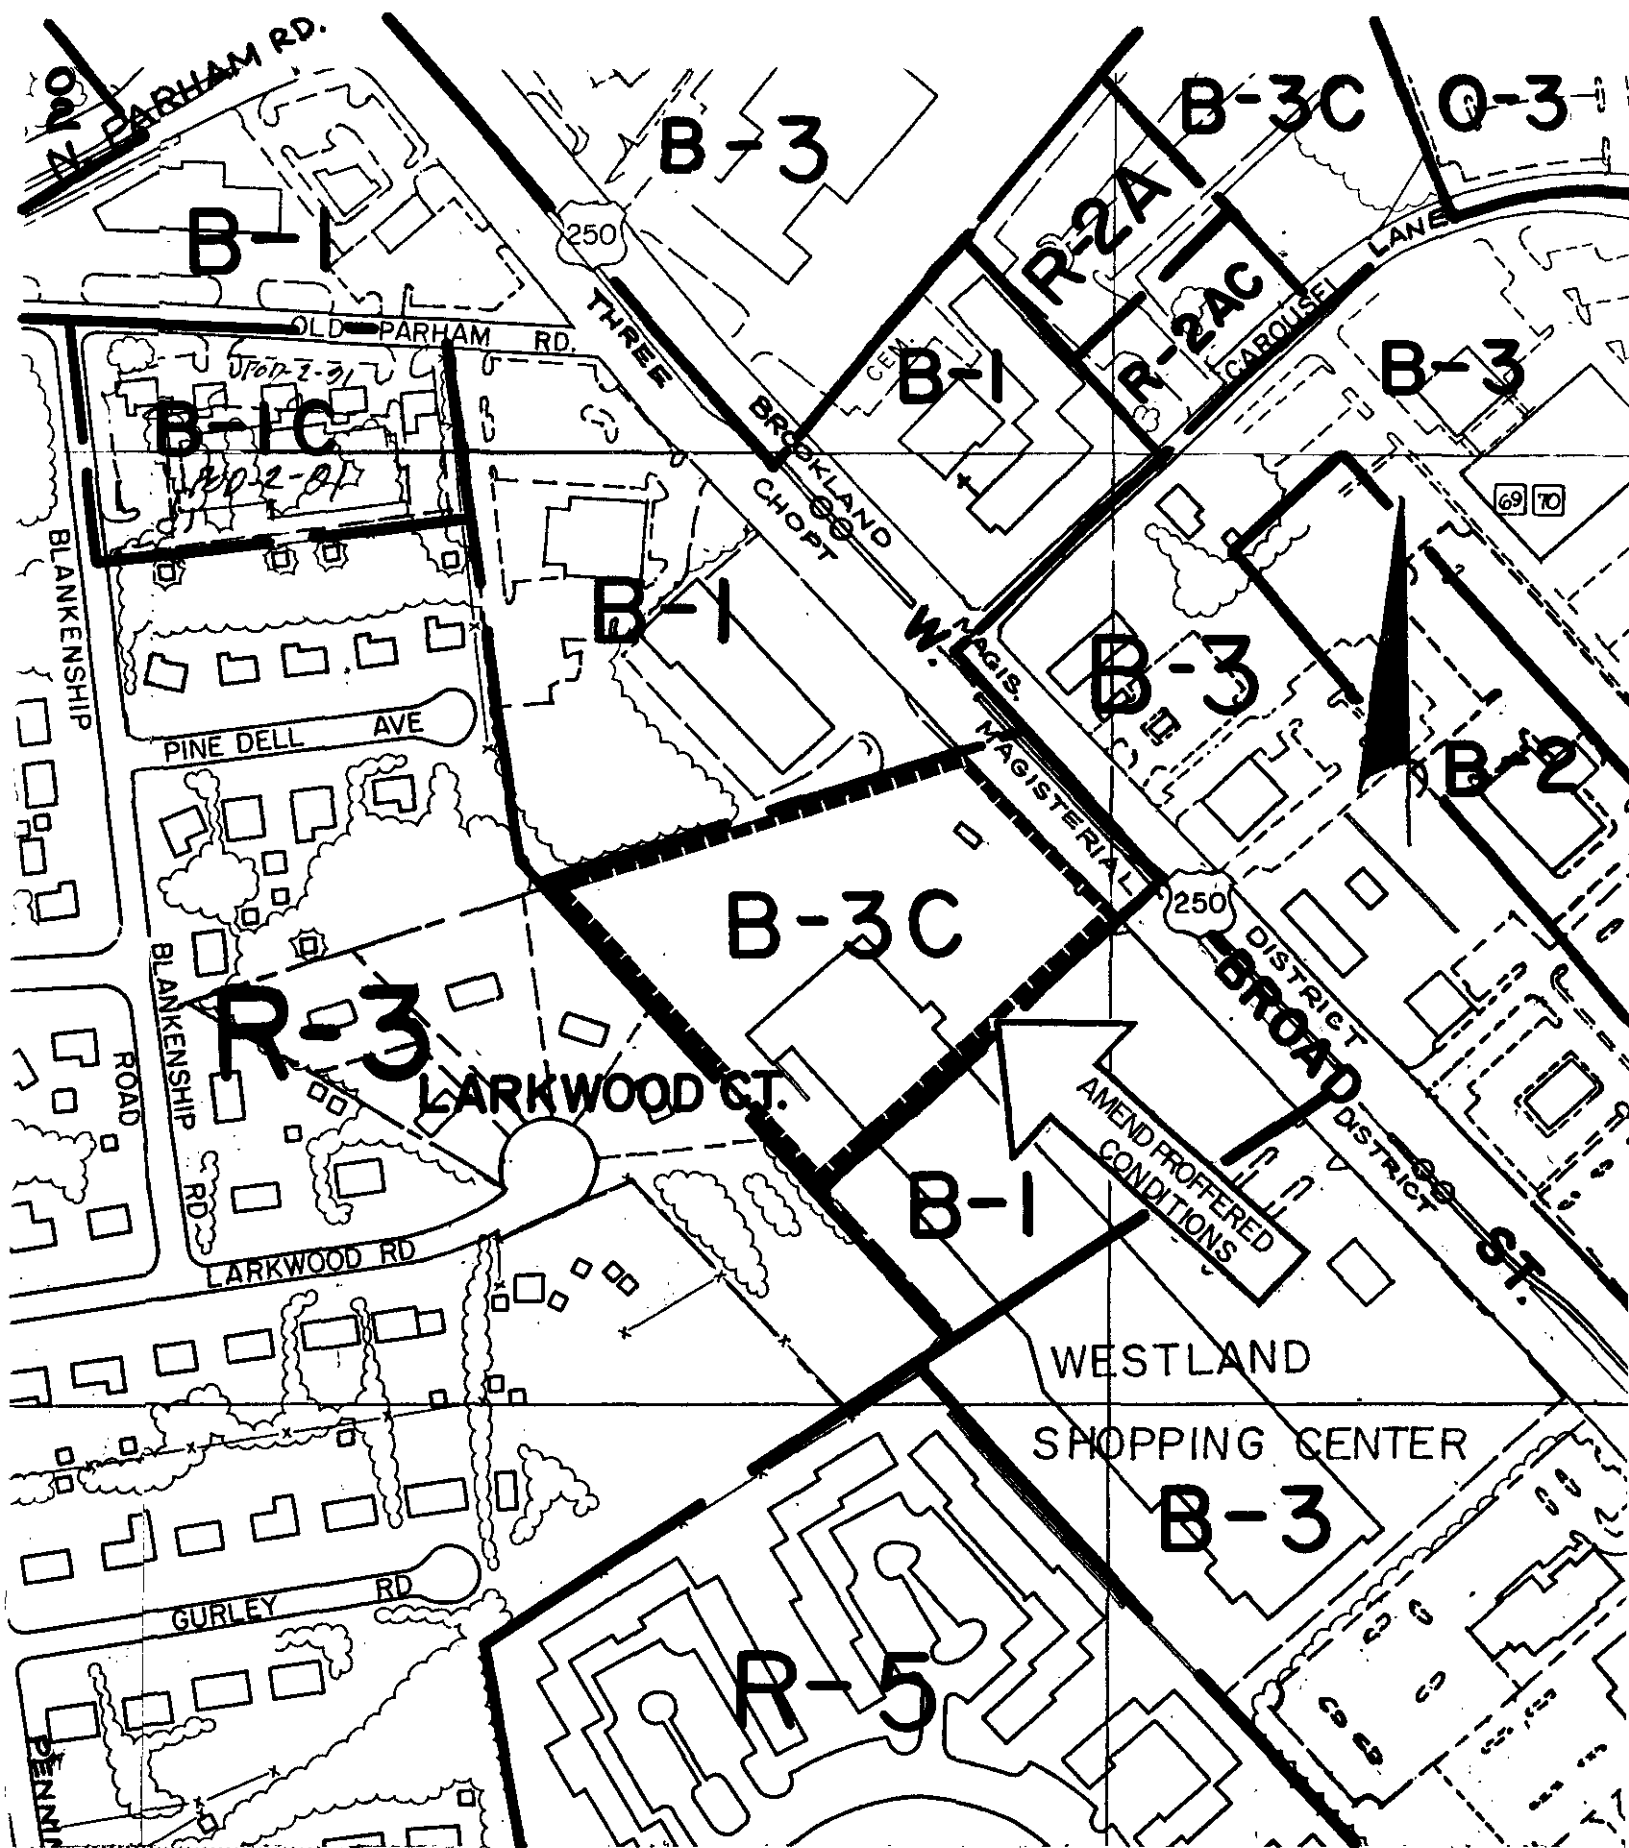 N. PARHAM RD.
B-3C
O-3
B-3
R-2A
B-1
250
LANE
R-2AC
CAROUSEL
THREE
OLD PARHAM RD.
CEM.
B-1
B-3
POD-2-31
B-1C
BROOKLAND
CHOPT
69 70
BLANKENSHIP
B-1
W.
MAGIS.
B-3
PINE DELL AVE
MAGISTERIAL
B-2
B-3C
250
DISTRICT
BROAD
BLANKENSHIP
RD
ROAD
R-3
LARKWOOD CT.
AMEND PROFFERED
CONDITIONS
DISTRICT
B-1
ST.
LARKWOOD RD
WESTLAND
SHOPPING CENTER
B-3
GURLEY RD
R-5